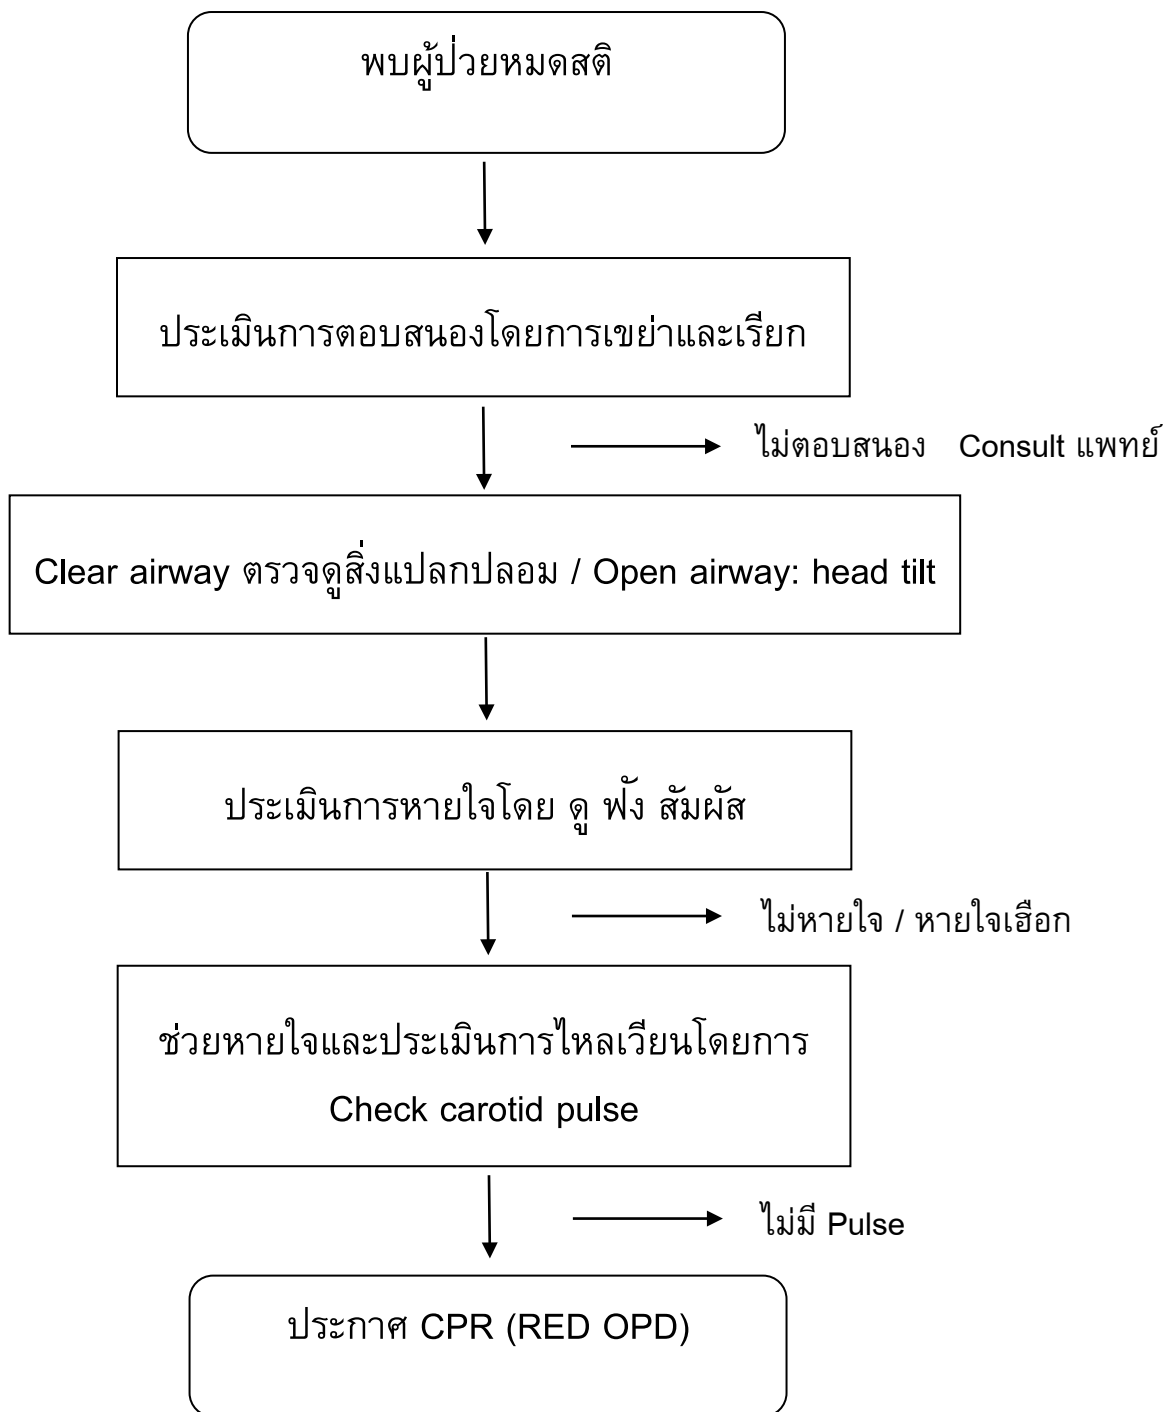 พบผู้ป่วยหมดสติ
ประเมินการตอบสนองโดยการเขย่าและเรียก
ไม่ตอบสนอง Consult แพทย์
Clear airway ตรวจดูสิ่งแปลกปลอม / Open airway: head tilt
ประเมินการหายใจโดย ดู ฟัง สัมผัส
ไม่หายใจ / หายใจเฮือก
ช่วยหายใจและประเมินการไหลเวียนโดยการ
Check carotid pulse
ไม่มี Pulse
ประกาศ CPR (RED OPD)